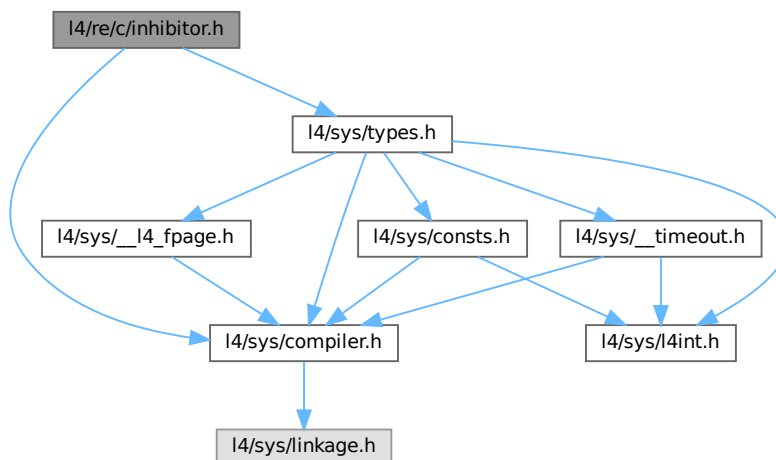 l4/re/c/inhibitor.h
l4/sys/types.h
l4/sys/__l4_fpage.h
l4/sys/consts.h
l4/sys/__timeout.h
l4/sys/compiler.h
l4/sys/l4int.h
l4/sys/linkage.h